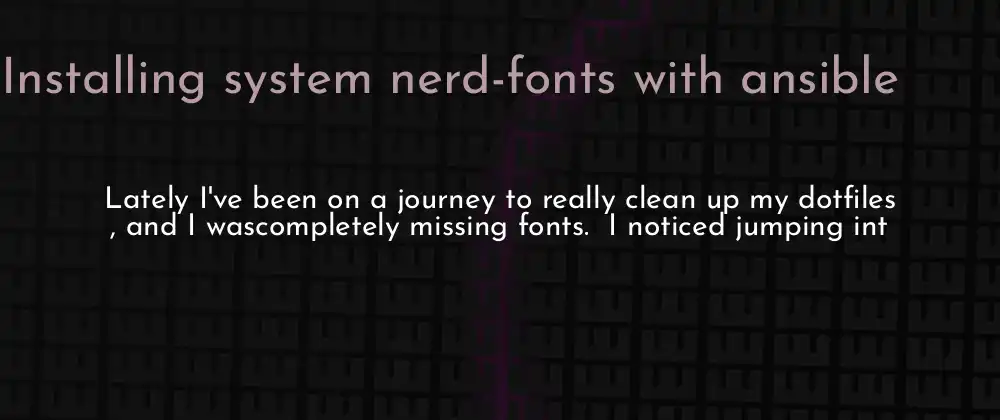 Installing system nerd-fonts with ansible
Lately I've been on a journey to really clean up my dotfiles
, and I wascompletely missing fonts.  I noticed jumping int